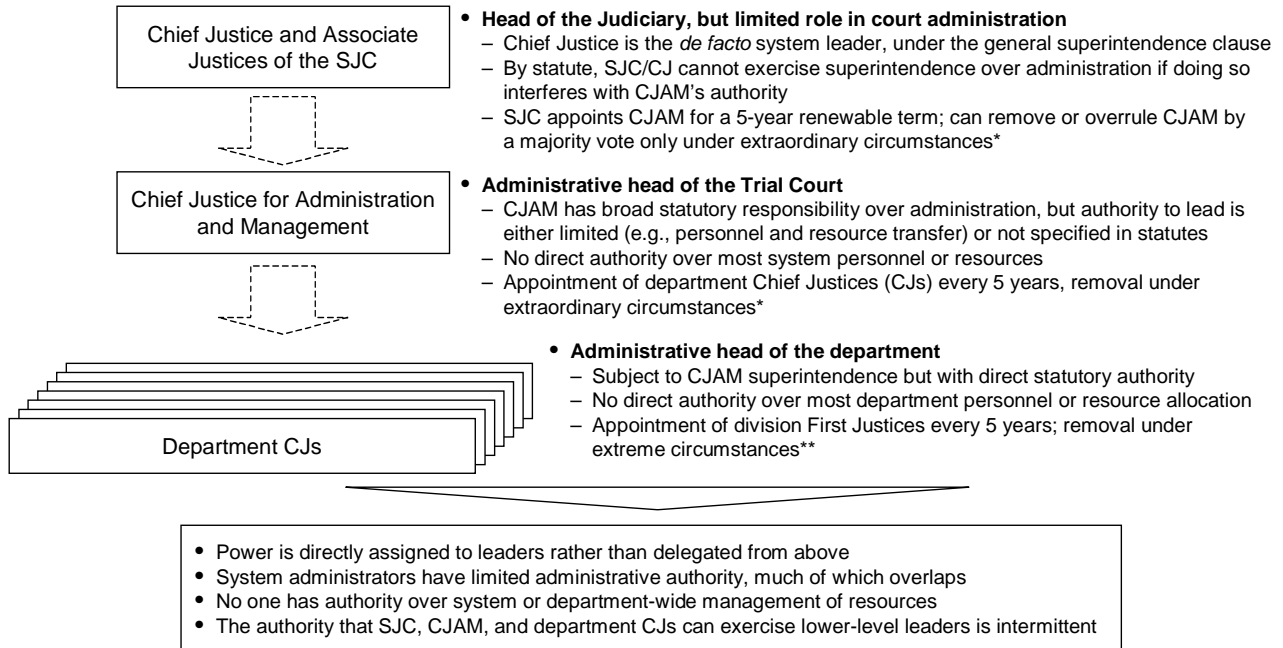 Chief Justice and Associate
Justices of the SJC
• Head of the Judiciary, but limited role in court administration
– Chief Justice is the de facto system leader, under the general superintendence clause
– By statute, SJC/CJ cannot exercise superintendence over administration if doing so
interferes with CJAM's authority
– SJC appoints CJAM for a 5-year renewable term; can remove or overrule CJAM by
a majority vote only under extraordinary circumstances*
Chief Justice for Administration
and Management
• Administrative head of the Trial Court
– CJAM has broad statutory responsibility over administration, but authority to lead is
either limited (e.g., personnel and resource transfer) or not specified in statutes
– No direct authority over most system personnel or resources
– Appointment of department Chief Justices (CJs) every 5 years, removal under
extraordinary circumstances*
Department CJs
• Administrative head of the department
– Subject to CJAM superintendence but with direct statutory authority
– No direct authority over most department personnel or resource allocation
– Appointment of division First Justices every 5 years; removal under
extreme circumstances**
• Power is directly assigned to leaders rather than delegated from above
• System administrators have limited administrative authority, much of which overlaps
• No one has authority over system or department-wide management of resources
• The authority that SJC, CJAM, and department CJs can exercise lower-level leaders is intermittent